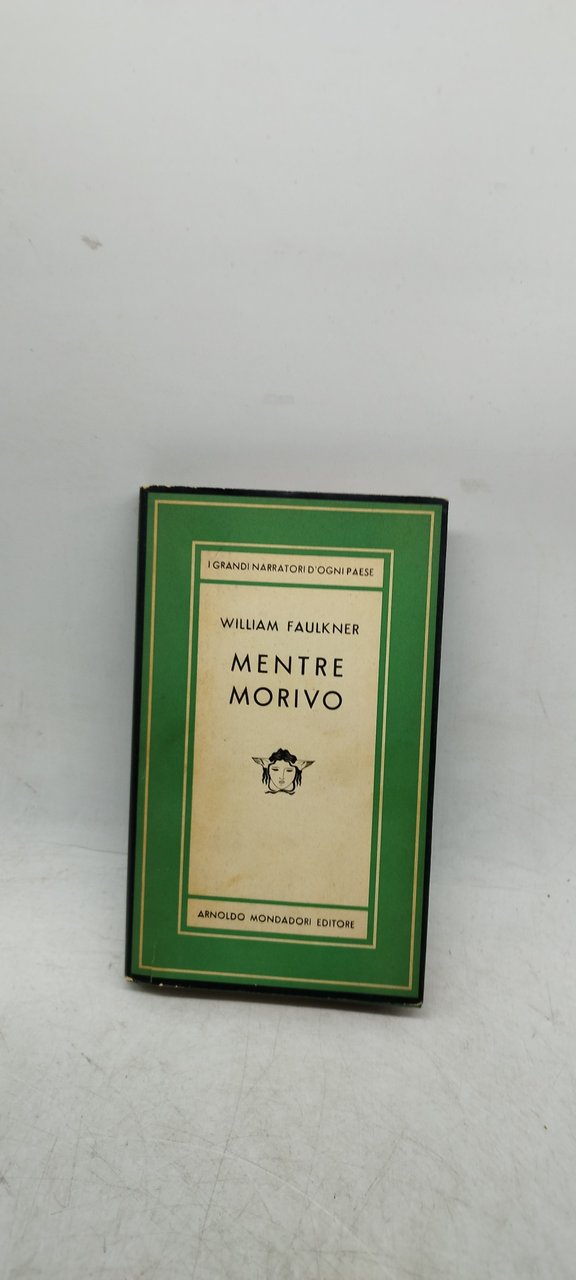 I GRANDI NARRATORI D'OGNI PAESE
WILLIAM FAULKNER
MENTRE
MORIVO
ARNOLDO MONDADORI EDITORE